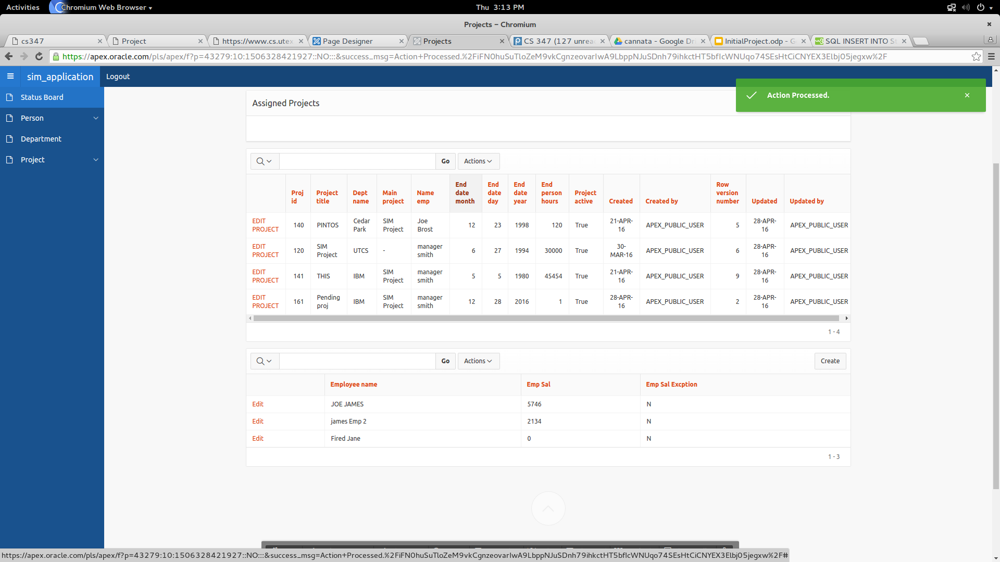 Activities Chromium Web Browser Thu 3:13 PM
Projects - Chromium
cs347 Project https://www.cs.utex Page Designer Projects CS 347 (127 unrea cannata - Google Dri InitialProject.odp - G SQL INSERT INTO St
https://apex.oracle.com/pls/apex/f?p=43279:10:1506328421927::NO:::&success_msg=Action+Processed.%2FiFN0huSuTloZeM9vkCgnzeovarIwA9LbppNJuSDnh79ihkctHT5bfIcWNUqo74SEsHtCiCNYEX3Elbj05jegxw%2F
sim_application Logout
Action Processed.
Status Board
Person
Department
Project
Assigned Projects
Go Actions
Proj id Project title Dept name Main project Name emp End date month End date day End date year End person hours Project active Created Created by Row version number Updated Updated by
EDIT PROJECT 140 PINTOS Cedar Park SIM Project Joe Brost 12 23 1998 120 True 21-APR-16 APEX_PUBLIC_USER 5 28-APR-16 APEX_PUBLIC_USER
EDIT PROJECT 120 SIM Project UTCS - manager smith 6 27 1994 30000 True 30-MAR-16 APEX_PUBLIC_USER 6 28-APR-16 APEX_PUBLIC_USER
EDIT PROJECT 141 THIS IBM SIM Project manager smith 5 5 1980 45454 True 21-APR-16 APEX_PUBLIC_USER 9 28-APR-16 APEX_PUBLIC_USER
EDIT PROJECT 161 Pending proj IBM SIM Project manager smith 12 28 2016 1 True 28-APR-16 APEX_PUBLIC_USER 2 28-APR-16 APEX_PUBLIC_USER
1 - 4
Go Actions Create
Employee name Emp Sal Emp Sal Excption
Edit JOE JAMES 5746 N
Edit james Emp 2 2134 N
Edit Fired Jane 0 N
1 - 3
https://apex.oracle.com/pls/apex/f?p=43279:10:1506328421927::NO:::&success_msg=Action+Processed.%2FiFN0huSuTloZeM9vkCgnzeovarIwA9LbppNJuSDnh79ihkctHT5bfIcWNUqo74SEsHtCiCNYEX3Elbj05jegxw%2F#